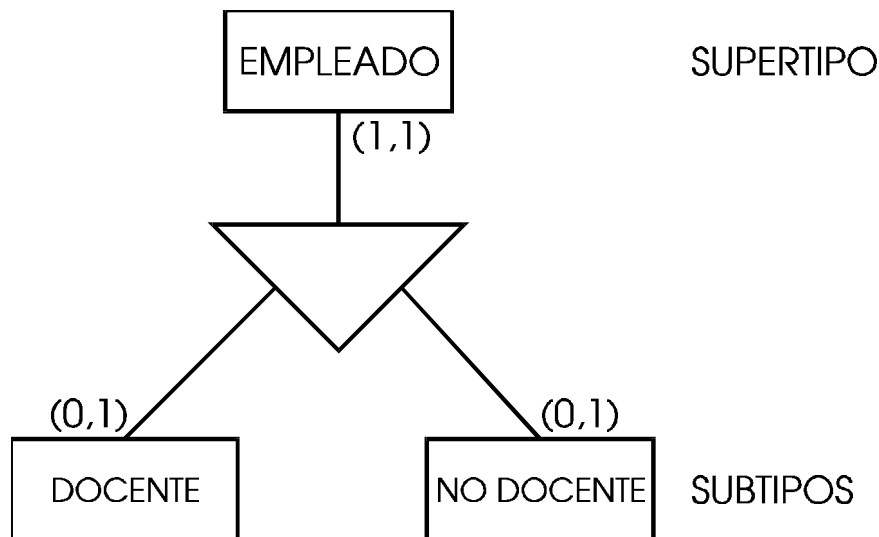 EMPLEADO
SUPERTIPO
(1,1)
(0,1)
(0,1)
DOCENTE
NO DOCENTE
SUBTIPOS